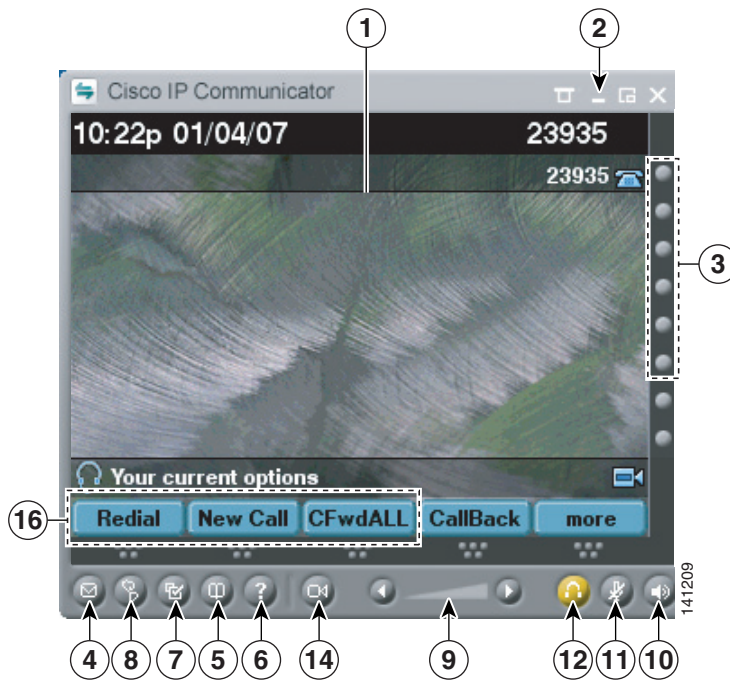 1 2
Cisco IP Communicator
10:22p 01/04/07 23935
23935
3
Your current options
16
Redial New Call CFwdALL CallBack more
?
4 8 7 5 6 14 9 12 11 10
141209